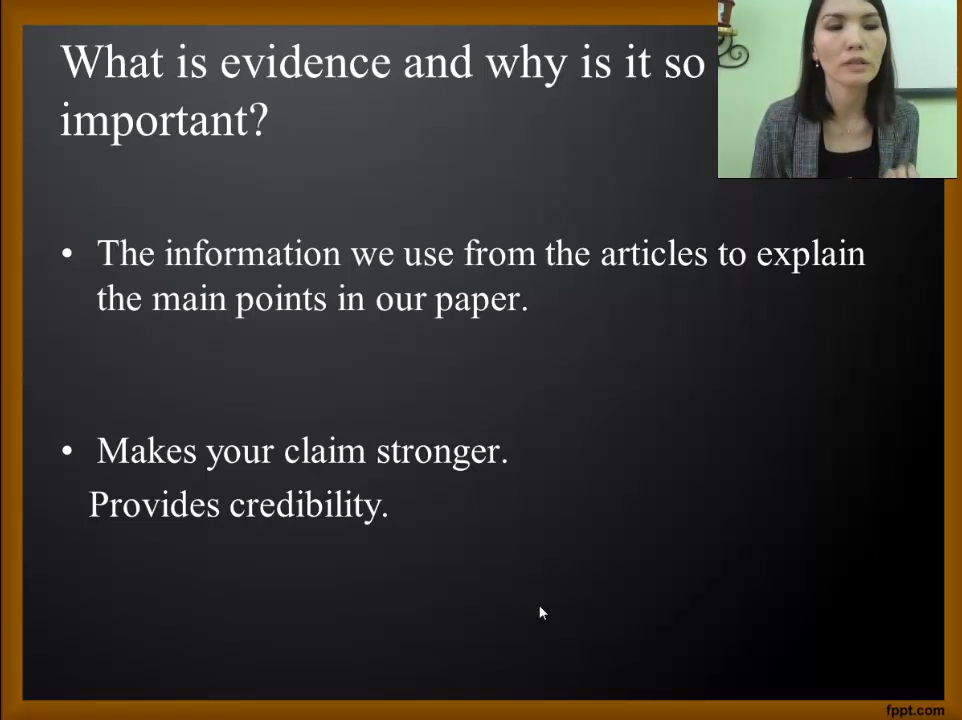 What is evidence and why is it so
important?
• The information we use from the articles to explain
the main points in our paper.
• Makes your claim stronger.
Provides credibility.
fppt.com